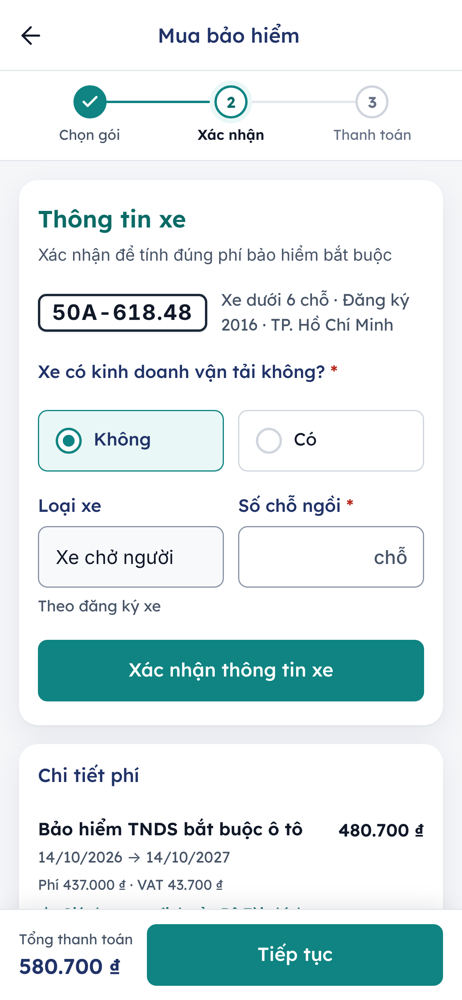 Mua bảo hiểm
2
3
Chọn gói
Xác nhận
Thanh toán
Thông tin xe
Xác nhận để tính đúng phí bảo hiểm bắt buộc
50A-618.48
Xe dưới 6 chỗ · Đăng ký
2016 · TP. Hồ Chí Minh
Xe có kinh doanh vận tải không? *
Không
Có
Loại xe
Số chỗ ngồi *
Xe chở người
chỗ
Theo đăng ký xe
Xác nhận thông tin xe
Chi tiết phí
Bảo hiểm TNDS bắt buộc ô tô
480.700 ₫
14/10/2026 → 14/10/2027
Phí 437.000 ₫ · VAT 43.700 ₫
Tổng thanh toán
580.700 ₫
Tiếp tục